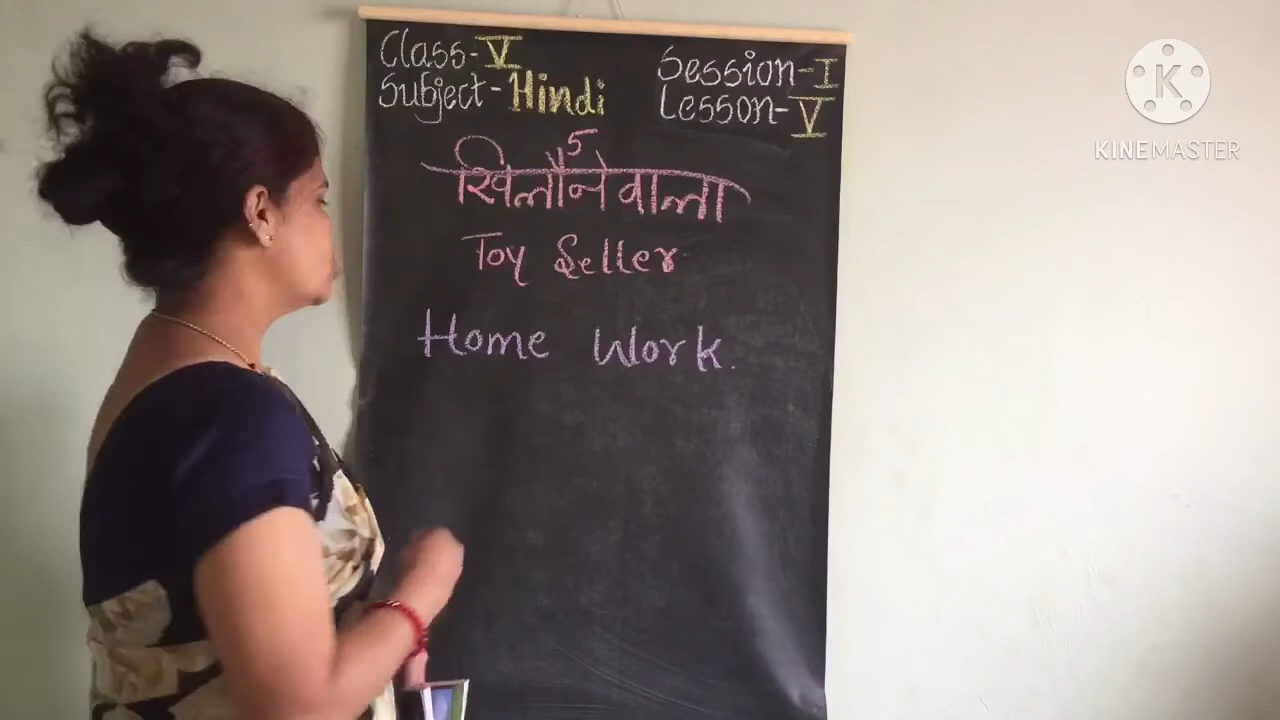 Class-V
Subject-Hindi
Session-I
Lesson-V
5
खिलौनेवाला
Toy Seller
Home Work.
K
KINEMASTER